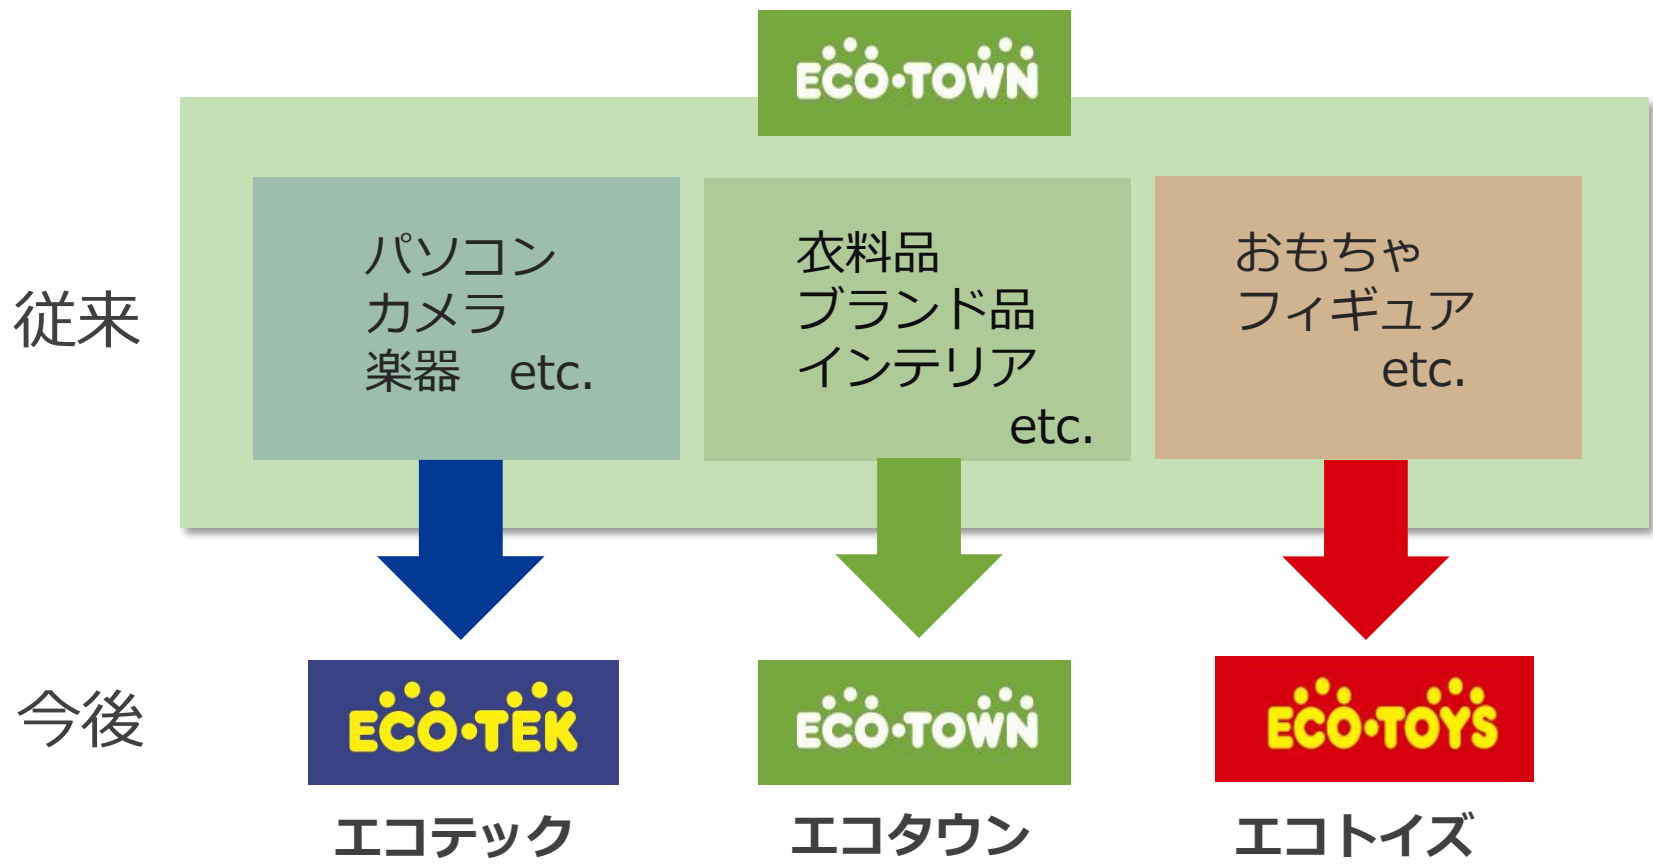 ECO・TOWN
従来
パソコン
カメラ
楽器　etc.
衣料品
ブランド品
インテリア
etc.
おもちゃ
フィギュア
etc.
今後
ECO・TEK
エコテック
ECO・TOWN
エコタウン
ECO・TOYS
エコトイズ